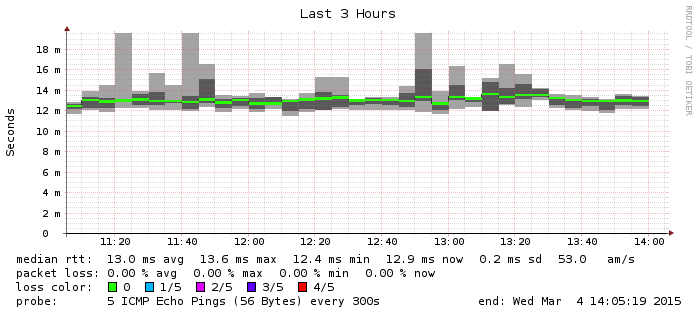 Last 3 Hours
RRDTOOL / TOBI OETIKER
Seconds
18 m
16 m
14 m
12 m
10 m
8 m
6 m
4 m
2 m
0
11:20 11:40 12:00 12:20 12:40 13:00 13:20 13:40 14:00
median rtt: 13.0 ms avg 13.6 ms max 12.4 ms min 12.9 ms now 0.2 ms sd 53.0 am/s
packet loss: 0.00 % avg 0.00 % max 0.00 % min 0.00 % now
loss color: 0 1/5 2/5 3/5 4/5
probe: 5 ICMP Echo Pings (56 Bytes) every 300s end: Wed Mar 4 14:05:19 2015